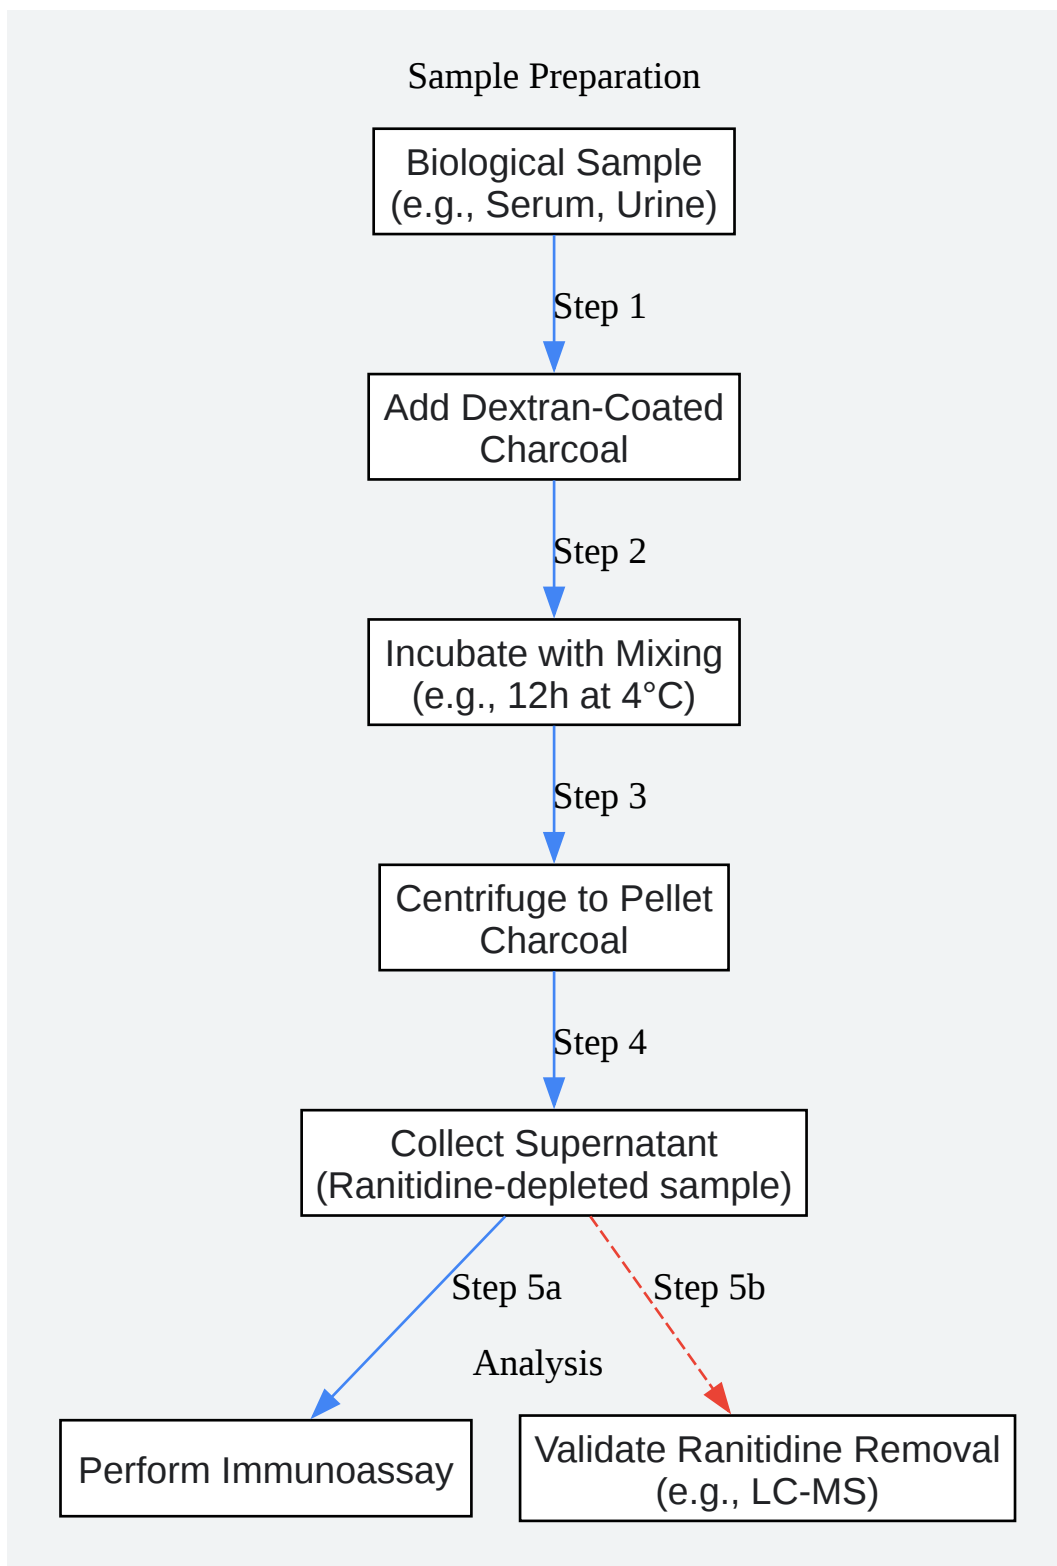 Sample Preparation
Biological Sample
(e.g., Serum, Urine)
Step 1
Add Dextran-Coated
Charcoal
Step 2
Incubate with Mixing
(e.g., 12h at 4°C)
Step 3
Centrifuge to Pellet
Charcoal
Step 4
Collect Supernatant
(Ranitidine-depleted sample)
Step 5a
Step 5b
Analysis
Perform Immunoassay
Validate Ranitidine Removal
(e.g., LC-MS)